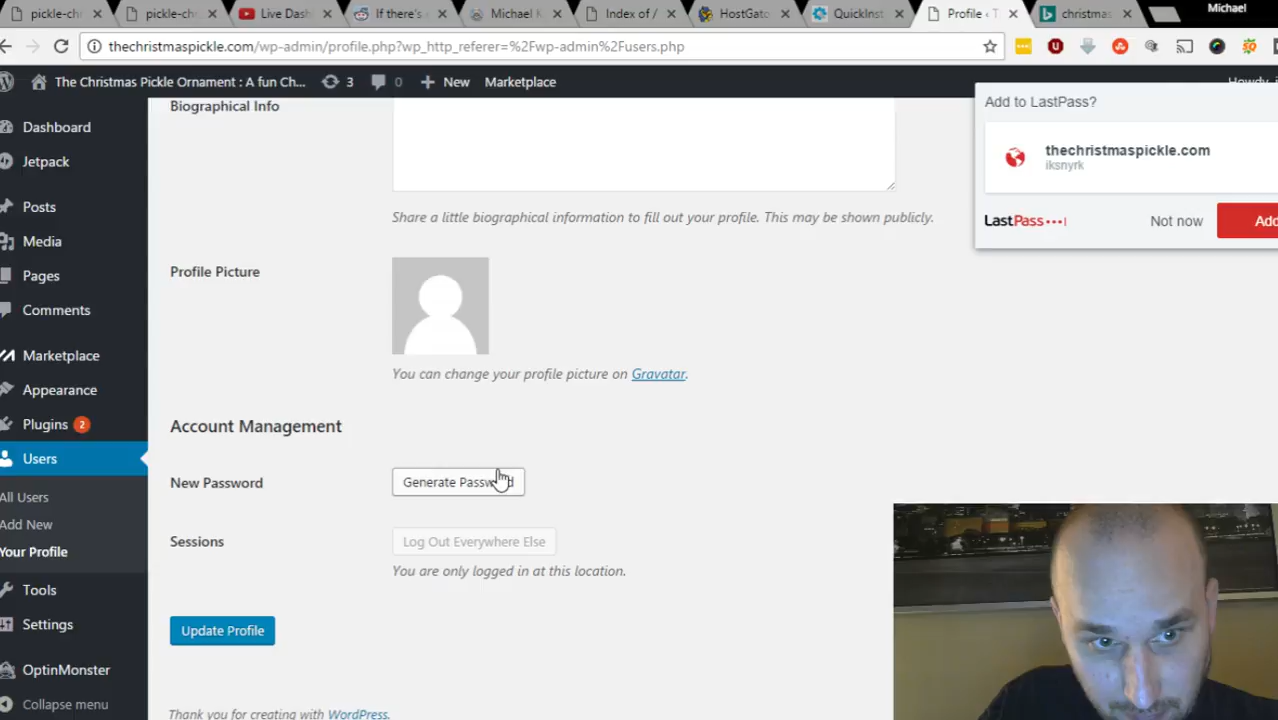 pickle-ch
pickle-ch
Live Dash
If there's
Michael K
Index of /
HostGato
QuickInst
Profile ‹ T
christmas
Michael
thechristmaspickle.com/wp-admin/profile.php?wp_http_referer=%2Fwp-admin%2Fusers.php
The Christmas Pickle Ornament : A fun Ch... 3 0 New Marketplace
Dashboard
Jetpack
Posts
Media
Pages
Comments
Marketplace
Appearance
Plugins 2
Users
All Users
Add New
Your Profile
Tools
Settings
OptinMonster
Collapse menu
Biographical Info
Share a little biographical information to fill out your profile. This may be shown publicly.
Profile Picture
You can change your profile picture on Gravatar.
Account Management
New Password
Generate Password
Sessions
Log Out Everywhere Else
You are only logged in at this location.
Update Profile
Thank you for creating with WordPress.
Add to LastPass?
thechristmaspickle.com
iksnyrk
LastPass
Not now
Add